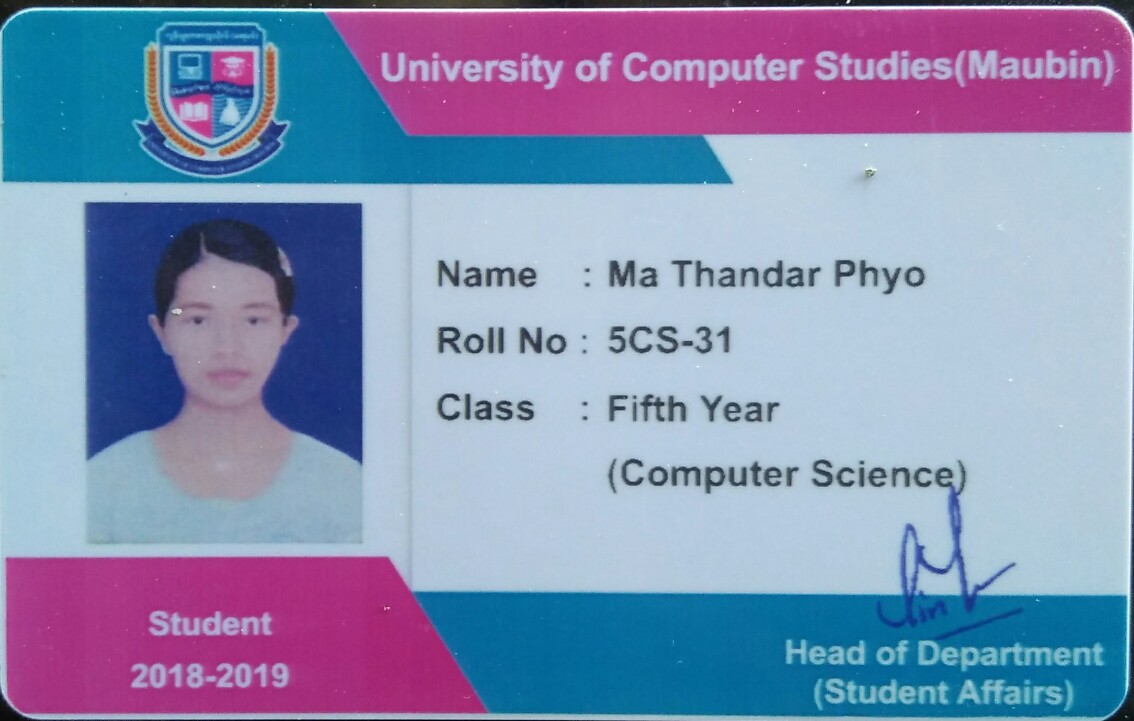 University of Computer Studies(Maubin)
Name : Ma Thandar Phyo
Roll No : 5CS-31
Class : Fifth Year
(Computer Science)
Student
2018-2019
Head of Department
(Student Affairs)